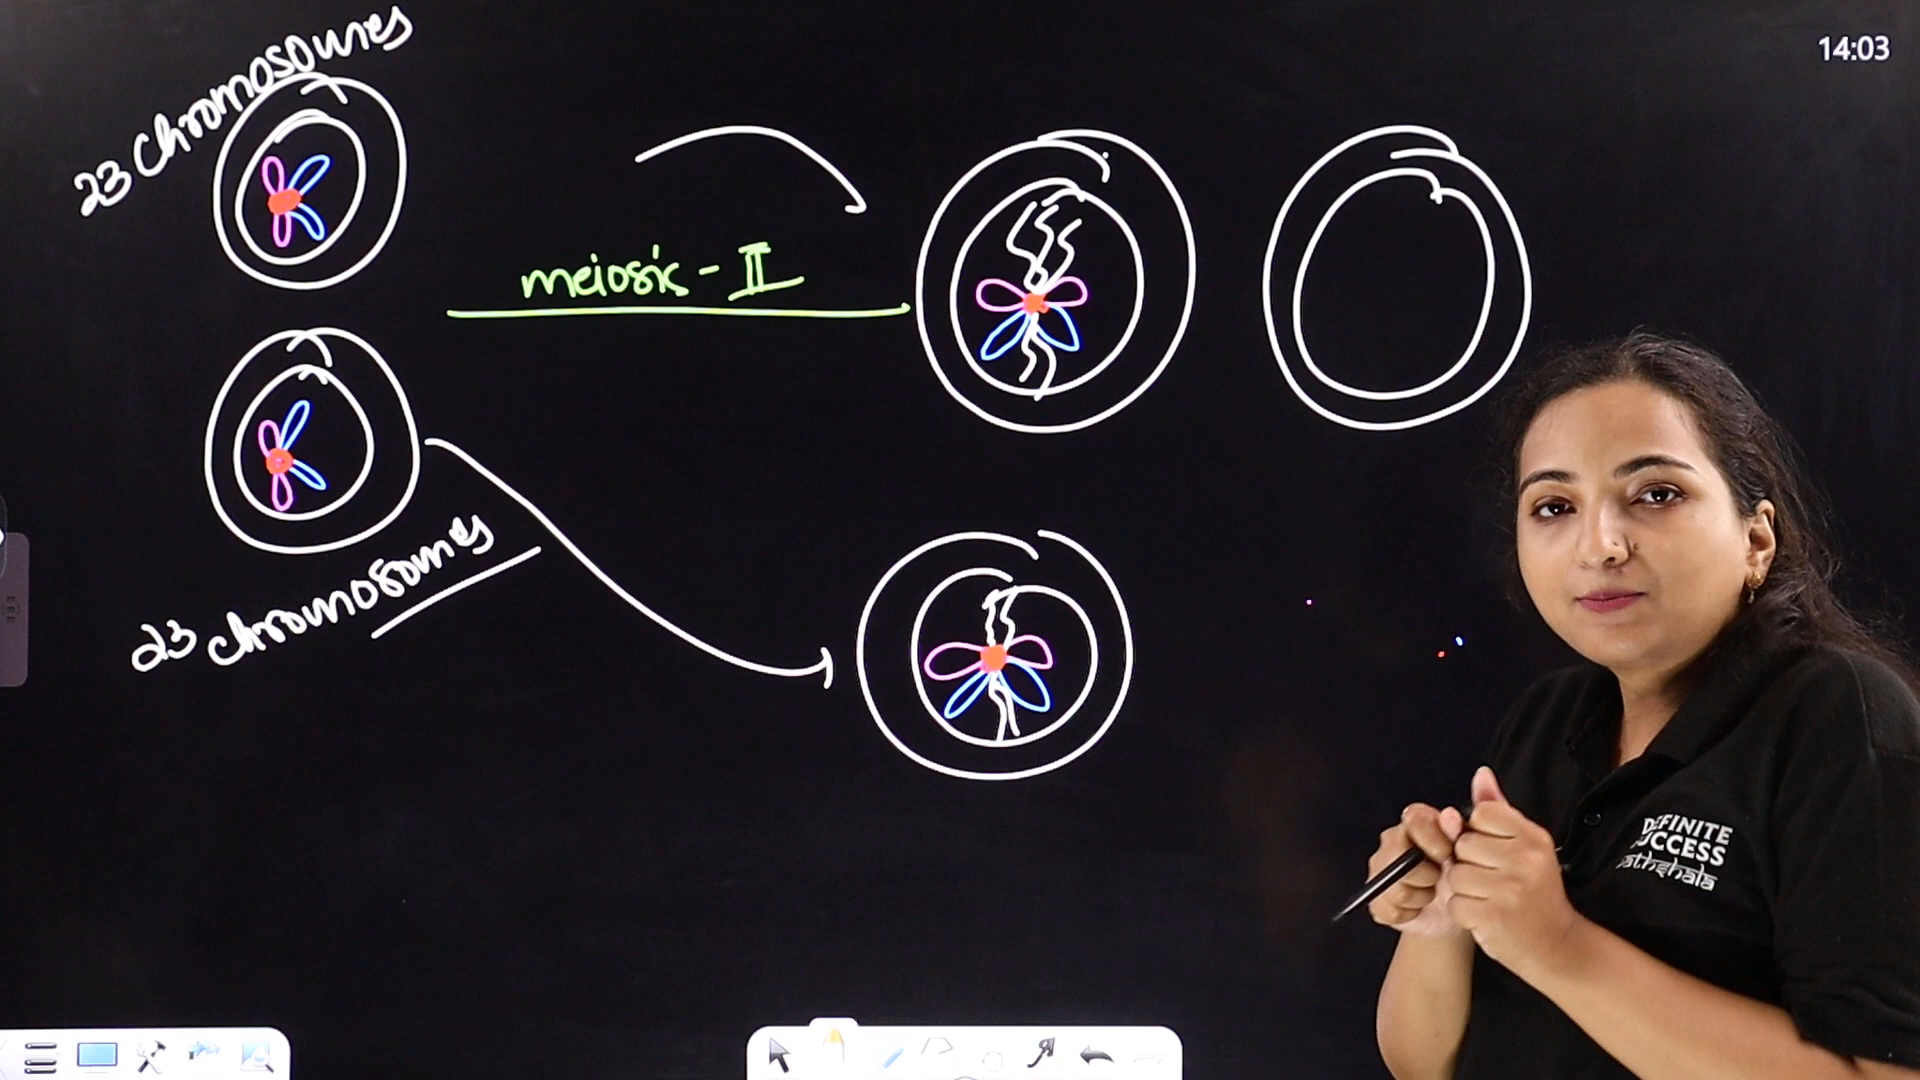 23 Chromosomes
14:03
meiosis - II
23 chromosomes
DEFINITE
SUCCESS
pathshala